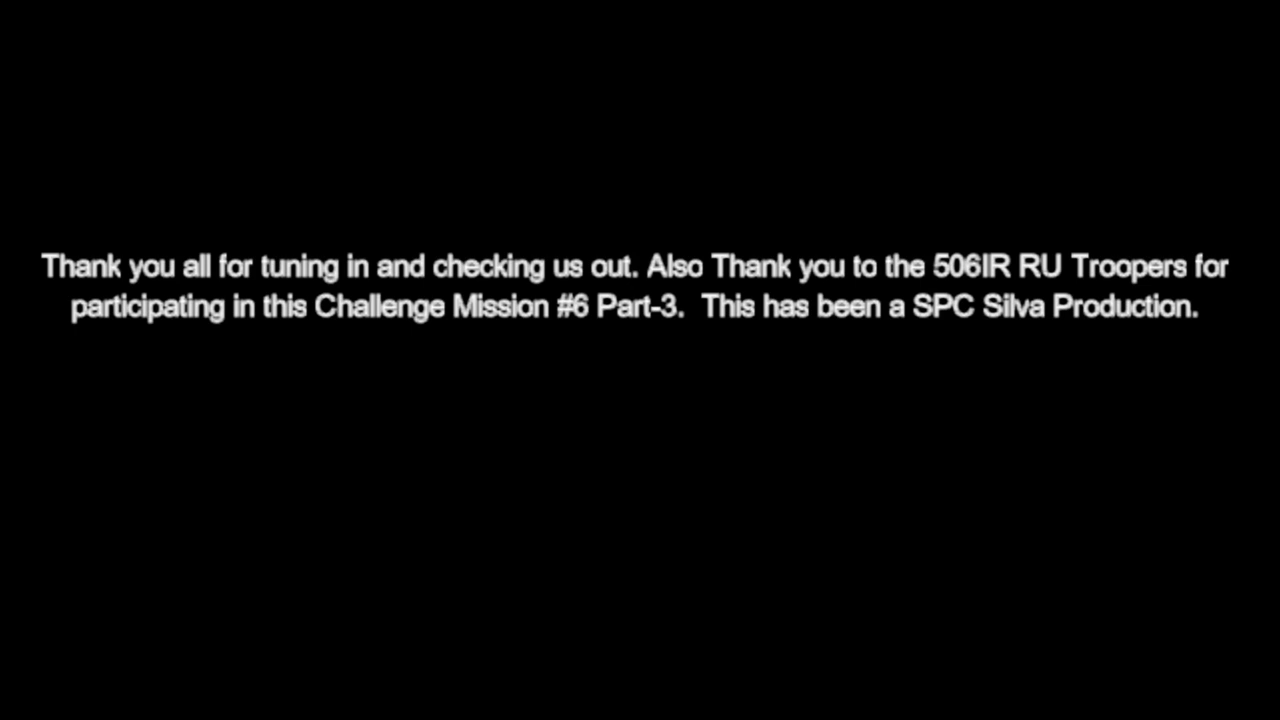 Thank you all for tuning in and checking us out. Also Thank you to the 506IR RU Troopers for
participating in this Challenge Mission #6 Part-3.  This has been a SPC Silva Production.